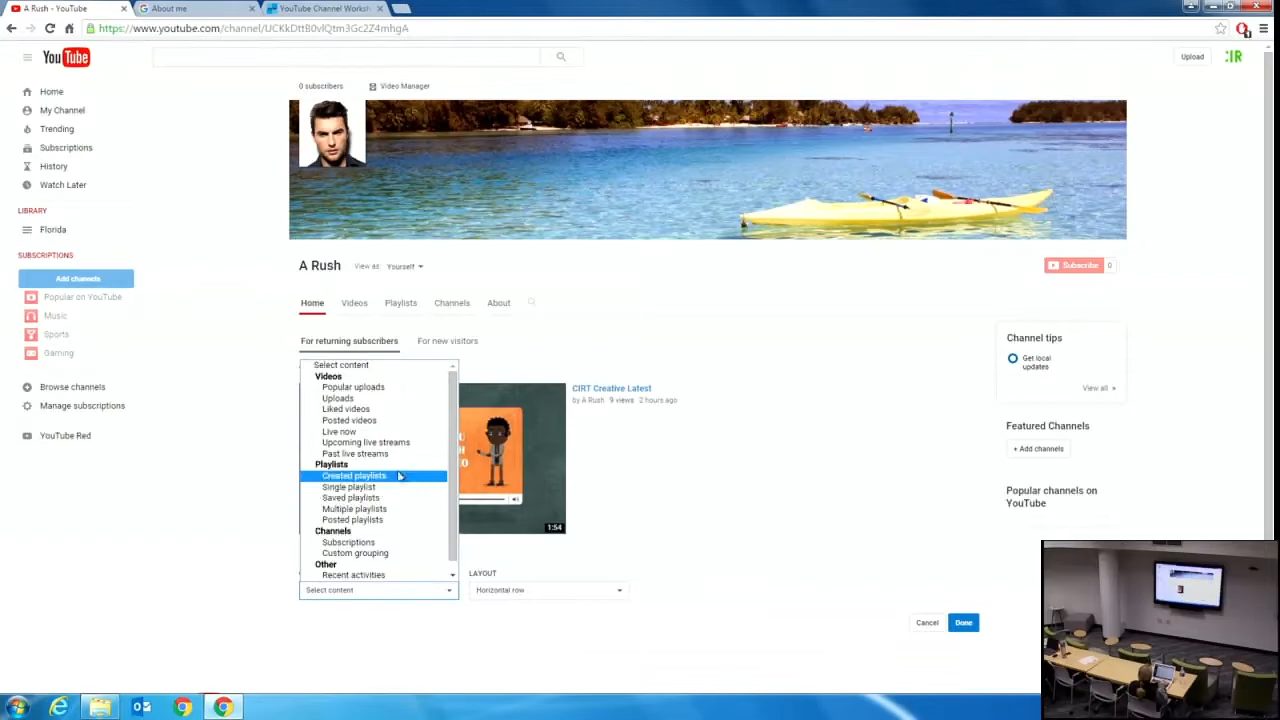 A Rush - YouTube
About me
YouTube Channel Worksh
https://www.youtube.com/channel/UCKkDttB0vlQtm3Gc2Z4mhgA
YouTube
Upload
CIR
0 subscribers
Video Manager
Home
My Channel
Trending
Subscriptions
History
Watch Later
LIBRARY
Florida
SUBSCRIPTIONS
Add channels
Popular on YouTube
Music
Sports
Gaming
Browse channels
Manage subscriptions
YouTube Red
A Rush
View as:
Yourself
Subscribe
0
Home
Videos
Playlists
Channels
About
For returning subscribers
For new visitors
Select content
Videos
Popular uploads
Uploads
Liked videos
Posted videos
Live now
Upcoming live streams
Past live streams
Playlists
Created playlists
Single playlist
Saved playlists
Multiple playlists
Posted playlists
Channels
Subscriptions
Custom grouping
Other
Recent activities
Select content
1:54
CIRT Creative Latest
by A Rush 9 views 2 hours ago
LAYOUT
Horizontal row
Cancel
Done
Channel tips
Get local
updates
View all »
Featured Channels
+ Add channels
Popular channels on
YouTube